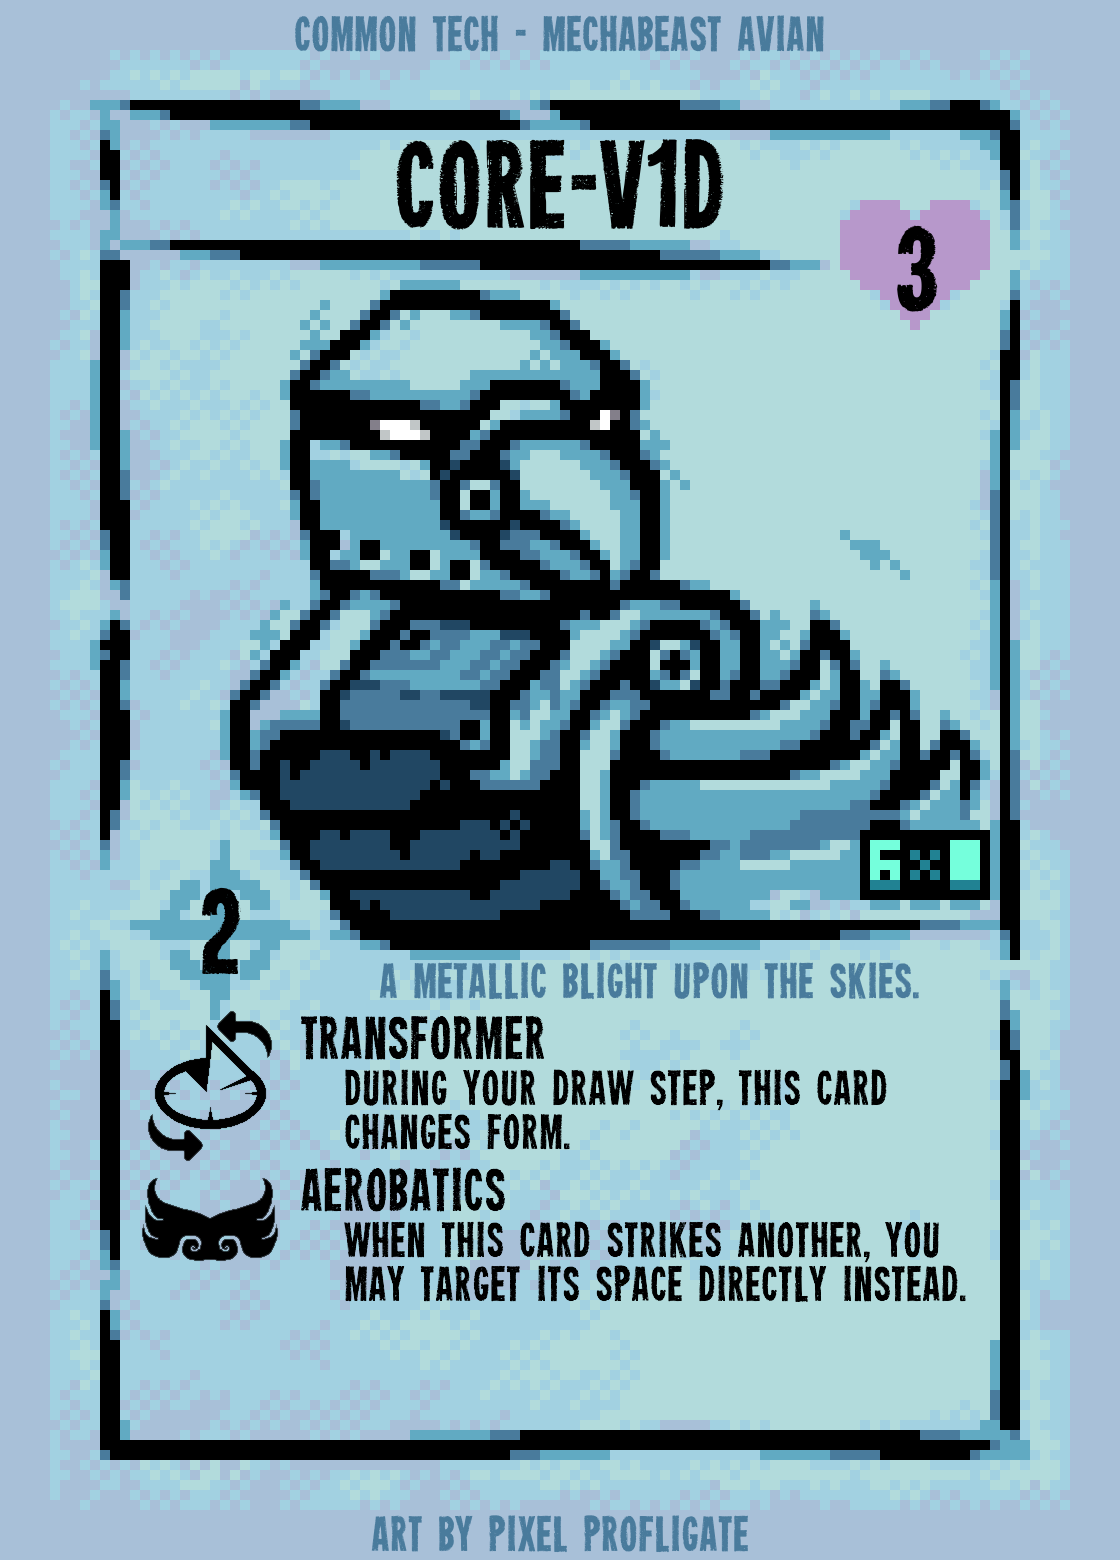 COMMON TECH - MECHABEAST AVIAN
CORE-V1D
3
6×
2
A METALLIC BLIGHT UPON THE SKIES.
TRANSFORMER
DURING YOUR DRAW STEP, THIS CARD
CHANGES FORM.
AEROBATICS
WHEN THIS CARD STRIKES ANOTHER, YOU
MAY TARGET ITS SPACE DIRECTLY INSTEAD.
ART BY PIXEL PROFLIGATE